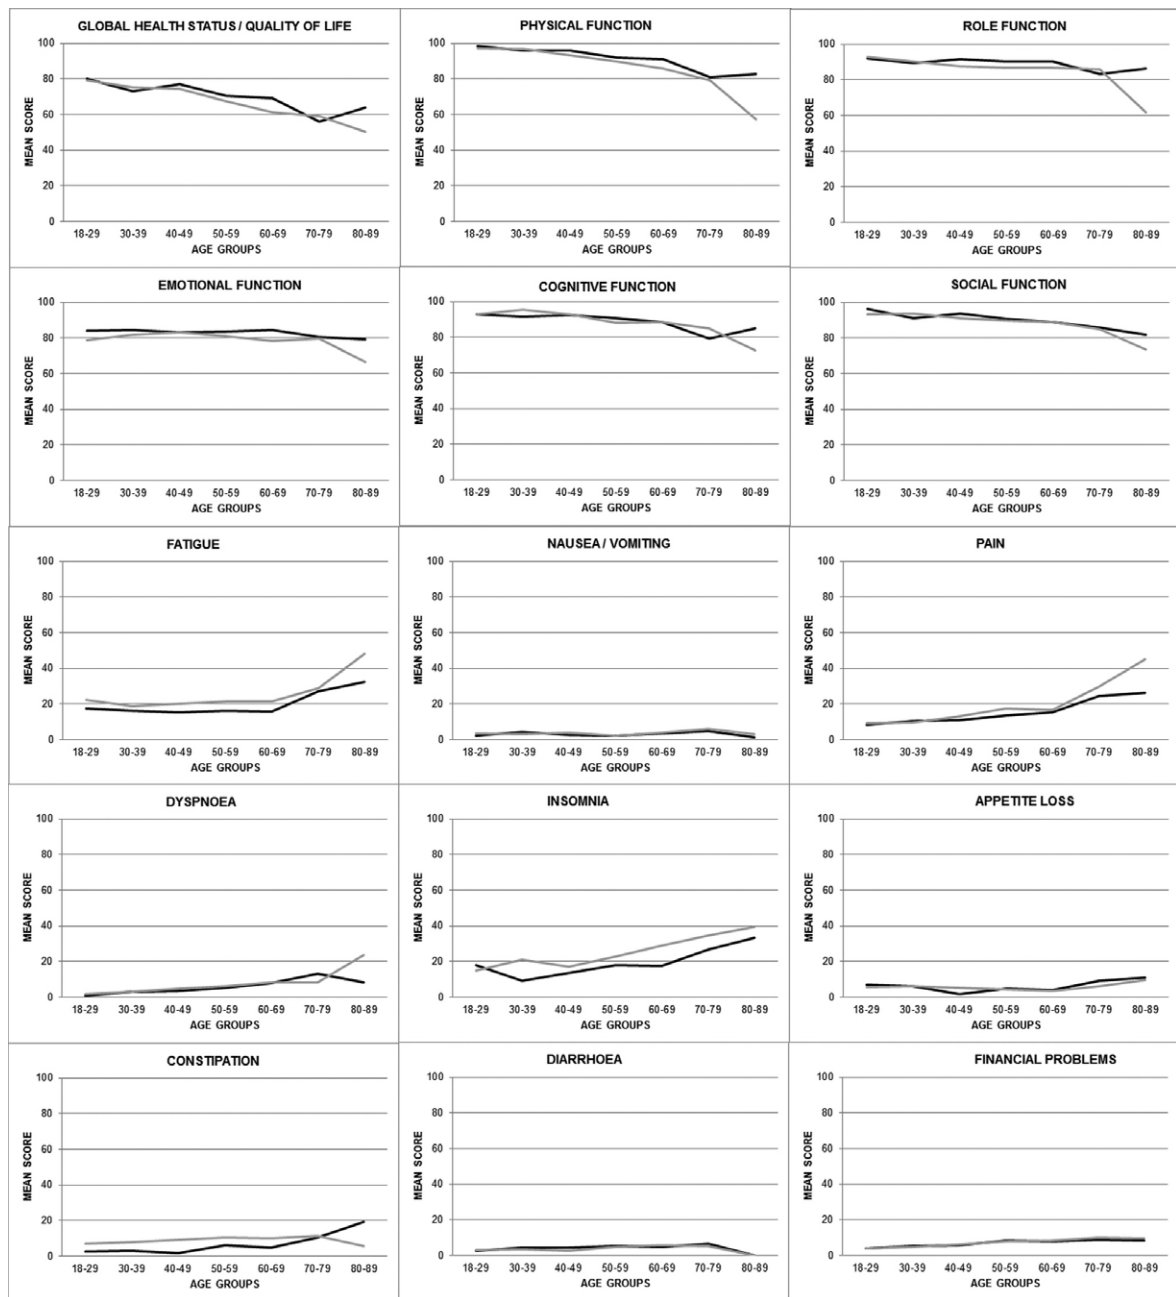 GLOBAL HEALTH STATUS / QUALITY OF LIFE
100
80
60
40
20
0
MEAN SCORE
18-29 30-39 40-49 50-59 60-69 70-79 80-89
AGE GROUPS
PHYSICAL FUNCTION
100
80
60
40
20
0
MEAN SCORE
18-29 30-39 40-49 50-59 60-69 70-79 80-89
AGE GROUPS
ROLE FUNCTION
100
80
60
40
20
0
MEAN SCORE
18-29 30-39 40-49 50-59 60-69 70-79 80-89
AGE GROUPS
EMOTIONAL FUNCTION
100
80
60
40
20
0
MEAN SCORE
18-29 30-39 40-49 50-59 60-69 70-79 80-89
AGE GROUPS
COGNITIVE FUNCTION
100
80
60
40
20
0
MEAN SCORE
18-29 30-39 40-49 50-59 60-69 70-79 80-89
AGE GROUPS
SOCIAL FUNCTION
100
80
60
40
20
0
MEAN SCORE
18-29 30-39 40-49 50-59 60-69 70-79 80-89
AGE GROUPS
FATIGUE
100
80
60
40
20
0
MEAN SCORE
18-29 30-39 40-49 50-59 60-69 70-79 80-89
AGE GROUPS
NAUSEA / VOMITING
100
80
60
40
20
0
MEAN SCORE
18-29 30-39 40-49 50-59 60-69 70-79 80-89
AGE GROUPS
PAIN
100
80
60
40
20
0
MEAN SCORE
18-29 30-39 40-49 50-59 60-69 70-79 80-89
AGE GROUPS
DYSPNOEA
100
80
60
40
20
0
MEAN SCORE
18-29 30-39 40-49 50-59 60-69 70-79 80-89
AGE GROUPS
INSOMNIA
100
80
60
40
20
0
MEAN SCORE
18-29 30-39 40-49 50-59 60-69 70-79 80-89
AGE GROUPS
APPETITE LOSS
100
80
60
40
20
0
MEAN SCORE
18-29 30-39 40-49 50-59 60-69 70-79 80-89
AGE GROUPS
CONSTIPATION
100
80
60
40
20
0
MEAN SCORE
18-29 30-39 40-49 50-59 60-69 70-79 80-89
AGE GROUPS
DIARRHOEA
100
80
60
40
20
0
MEAN SCORE
18-29 30-39 40-49 50-59 60-69 70-79 80-89
AGE GROUPS
FINANCIAL PROBLEMS
100
80
60
40
20
0
MEAN SCORE
18-29 30-39 40-49 50-59 60-69 70-79 80-89
AGE GROUPS